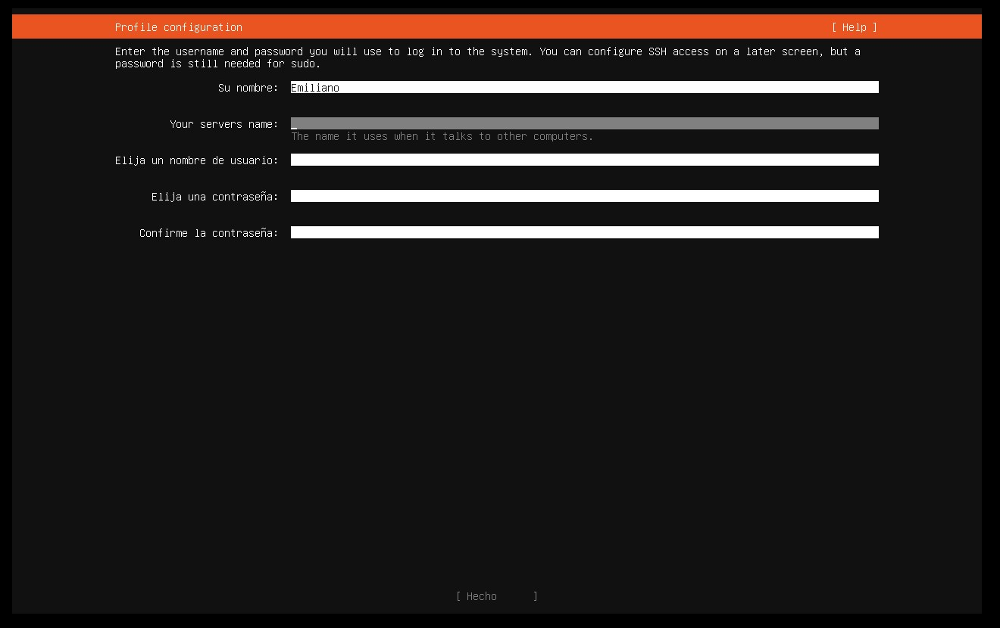 Profile configuration [ Help ]
Enter the username and password you will use to log in to the system. You can configure SSH access on a later screen, but a
password is still needed for sudo.
Su nombre: Emiliano
Your servers name:
The name it uses when it talks to other computers.
Elija un nombre de usuario:
Elija una contraseña:
Confirme la contraseña:
[ Hecho ]